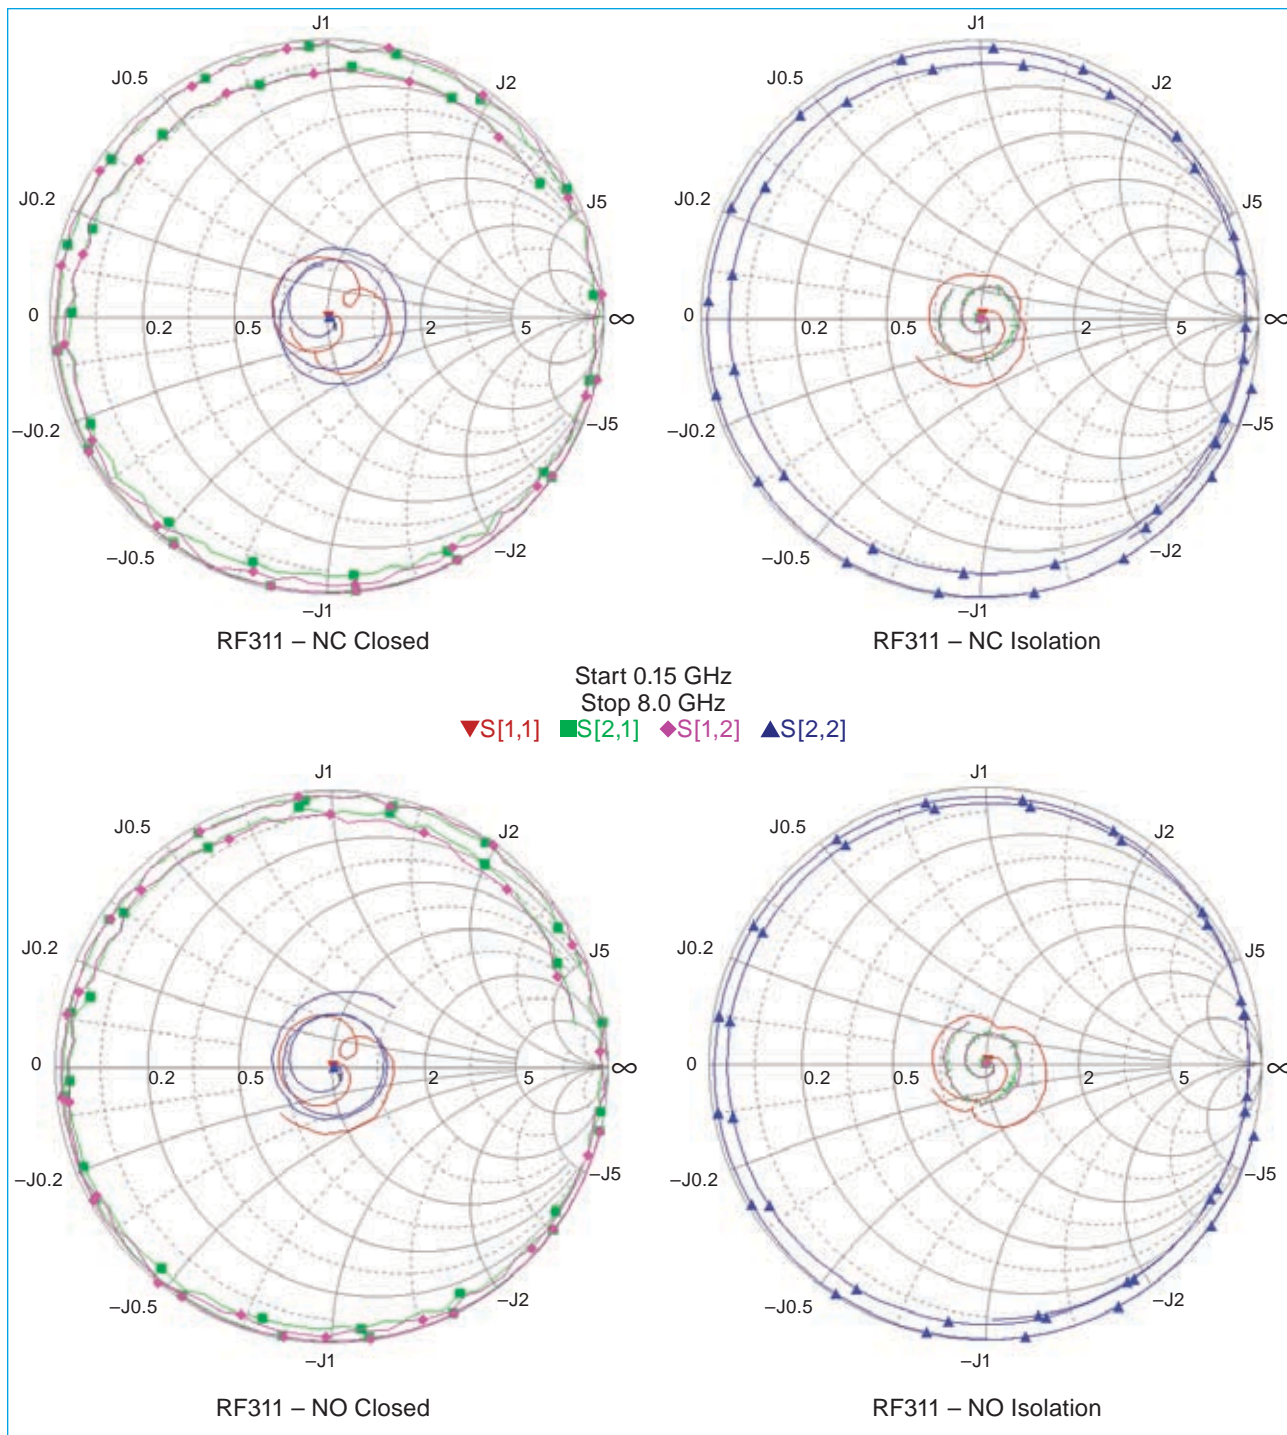 J1
J0.5
J2
J0.2
J5
0
0.2
0.5
2
5
∞
–J0.2
–J5
–J0.5
–J2
–J1
RF311 – NC Closed
J1
J0.5
J2
J0.2
J5
0
0.2
0.5
2
5
∞
–J0.2
–J5
–J0.5
–J2
–J1
RF311 – NC Isolation
Start 0.15 GHz
Stop 8.0 GHz
S[1,1] S[2,1] S[1,2] S[2,2]
J1
J0.5
J2
J0.2
J5
0
0.2
0.5
2
5
∞
–J0.2
–J5
–J0.5
–J2
–J1
RF311 – NO Closed
J1
J0.5
J2
J0.2
J5
0
0.2
0.5
2
5
∞
–J0.2
–J5
–J0.5
–J2
–J1
RF311 – NO Isolation